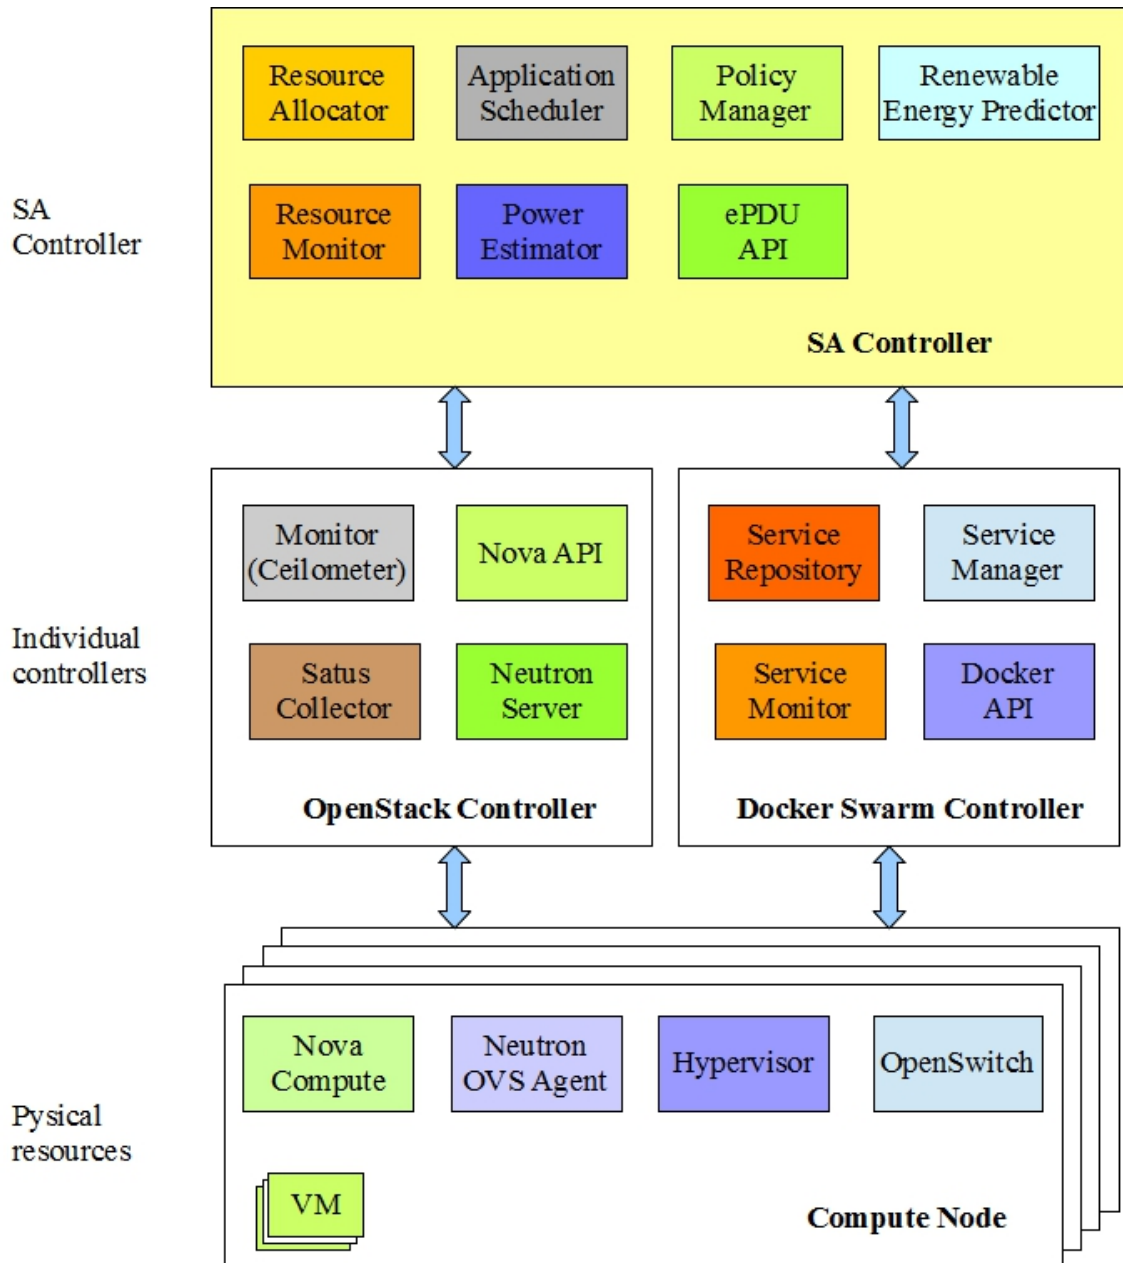 Resource
Allocator
Application
Scheduler
Policy
Manager
Renewable
Energy Predictor
SA
Controller
Resource
Monitor
Power
Estimator
ePDU
API
SA Controller
Monitor
(Ceilometer)
Nova API
Service
Repository
Service
Manager
Individual
controllers
Satus
Collector
Neutron
Server
Service
Monitor
Docker
API
OpenStack Controller
Docker Swarm Controller
Nova
Compute
Neutron
OVS Agent
Hypervisor
OpenSwitch
Pysical
resources
VM
Compute Node